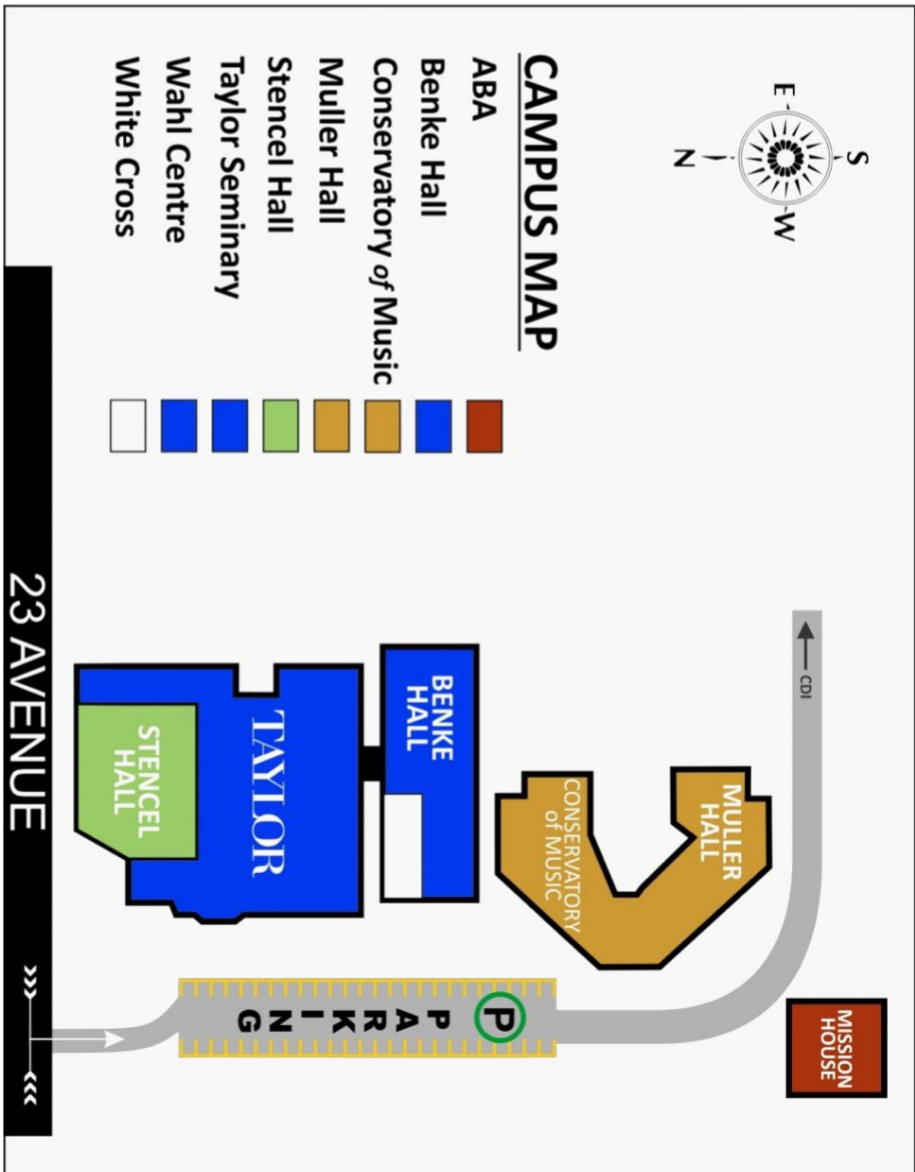 S
E
W
N
CAMPUS MAP
ABA
Benke Hall
Conservatory of Music
Muller Hall
Stencel Hall
Taylor Seminary
Wahl Centre
White Cross
CDI
MISSION
HOUSE
MULLER
HALL
CONSERVATORY
of MUSIC
BENKE
HALL
TAYLOR
STENCEL
HALL
P
PARKING
23 AVENUE